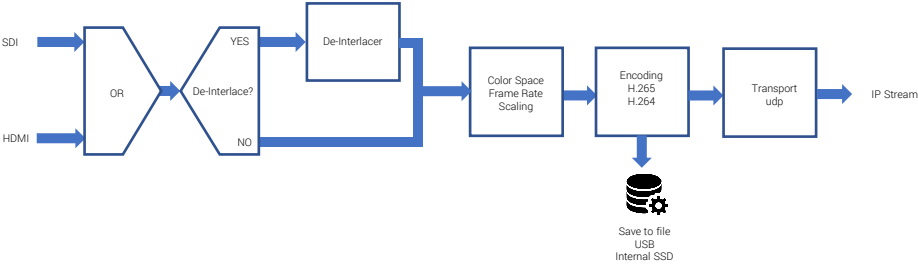 SDI
HDMI
OR
De-Interlace?
YES
NO
De-Interlacer
Color Space
Frame Rate
Scaling
Encoding
H.265
H.264
Transport
udp
IP Stream
Save to file
USB
Internal SSD